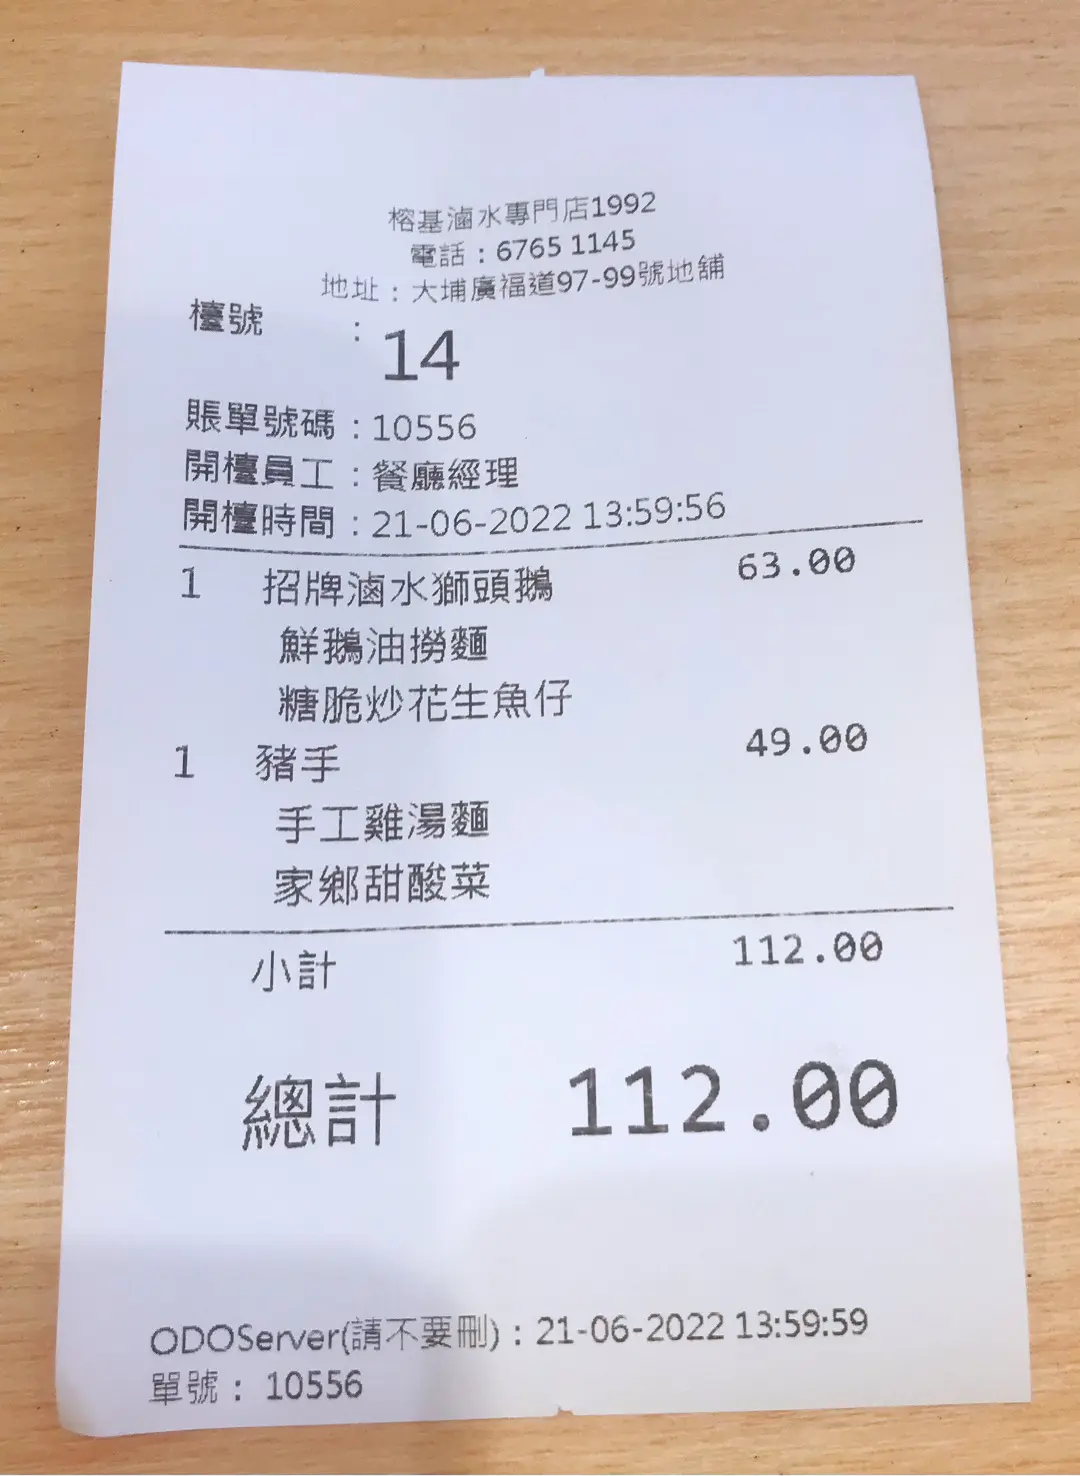 榕基滷水專門店1992
電話：6765 1145
地址：大埔廣福道97-99號地舖
檯號 : 14
賬單號碼 : 10556
開檯員工 : 餐廳經理
開檯時間 : 21-06-2022 13:59:56
1 招牌滷水獅頭鵝 63.00
鮮鵝油撈麵
糖脆炒花生魚仔
1 豬手 49.00
手工雞湯麵
家鄉甜酸菜
小計 112.00
總計 112.00
ODOServer(請不要刪) : 21-06-2022 13:59:59
單號： 10556